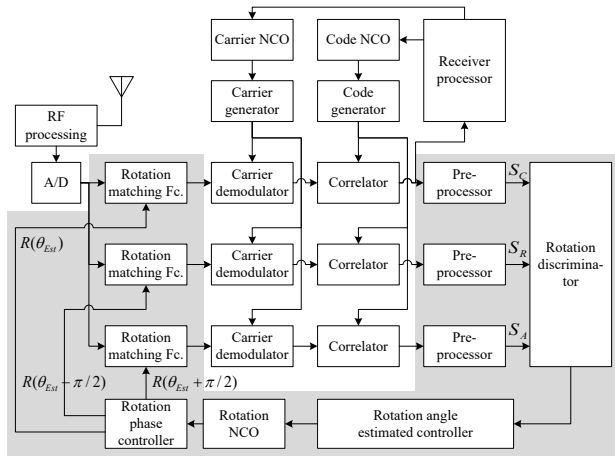 Carrier NCO
Code NCO
Receiver
processor
Carrier
generator
Code
generator
RF
processing
A/D
Rotation
matching Fc.
Carrier
demodulator
Correlator
Pre-
processor
S_C
R(θ_Est)
Rotation
matching Fc.
Carrier
demodulator
Correlator
Pre-
processor
S_R
Rotation
discrimina-
tor
Rotation
matching Fc.
Carrier
demodulator
Correlator
Pre-
processor
S_A
R(θ_Est − π/2)
R(θ_Est + π/2)
Rotation
phase
controller
Rotation
NCO
Rotation angle
estimated controller